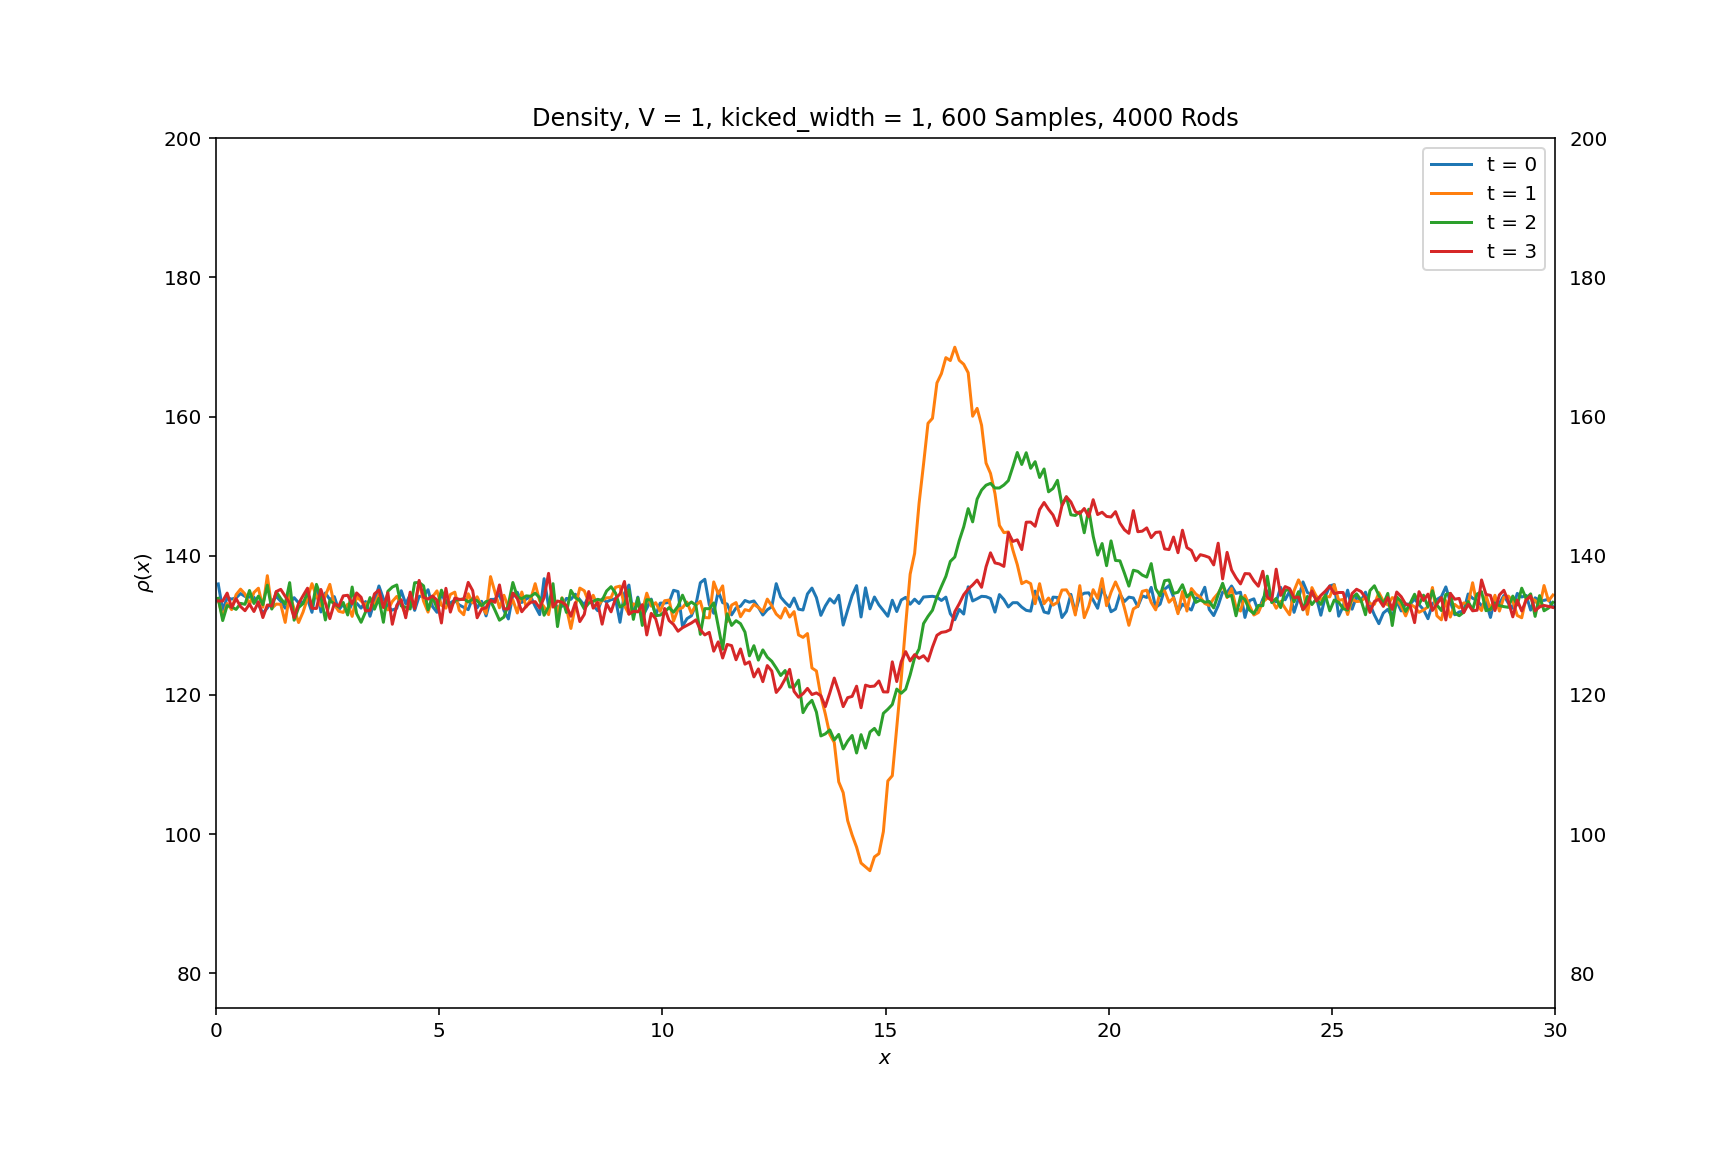 Density, V = 1, kicked_width = 1, 600 Samples, 4000 Rods
200
180
160
140
120
100
80
200
180
160
140
120
100
80
t = 0
t = 1
t = 2
t = 3
ρ(x)
0 5 10 15 20 25 30
x